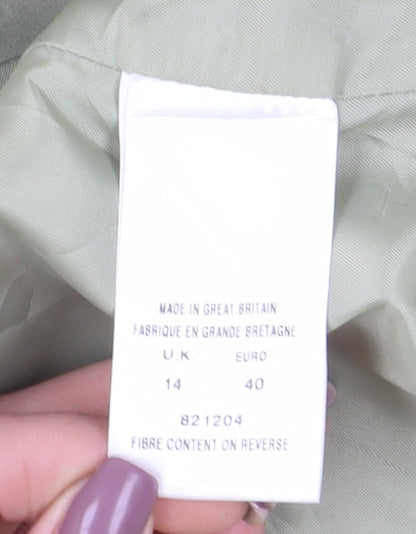 MADE IN GREAT BRITAIN
FABRIQUE EN GRANDE BRETAGNE
U.K. EURO
14 40
821204
FIBRE CONTENT ON REVERSE